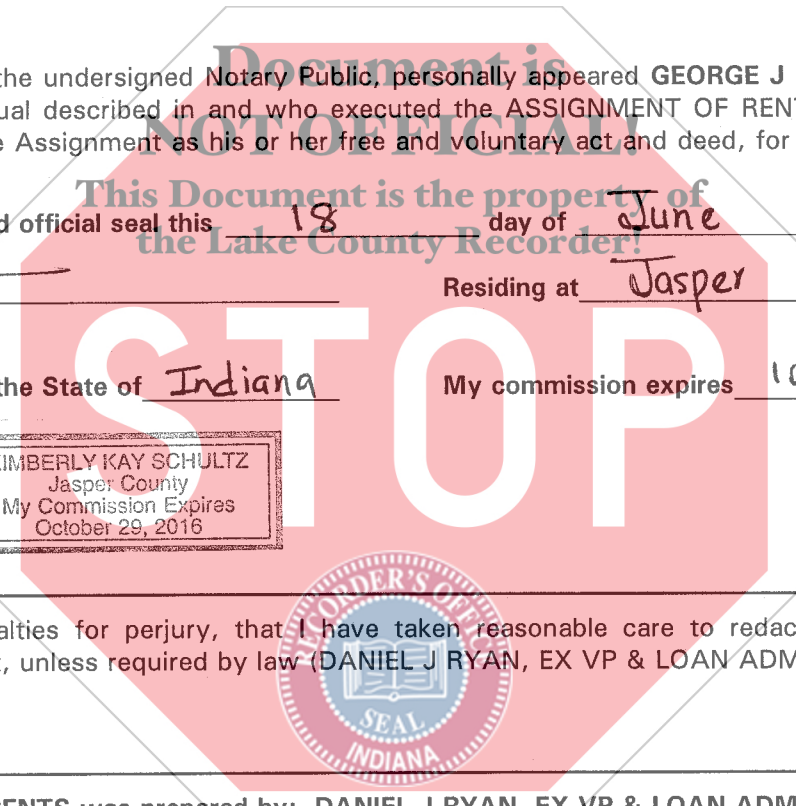 Document is
the undersigned Notary Public, personally appeared GEORGE J
ual described in and who executed the ASSIGNMENT OF RENT
NOT OFFICIAL!
e Assignment as his or her free and voluntary act and deed, for
This Document is the property of
d official seal this 18 day of June
the Lake County Recorder!
Residing at Jasper
STOP
the State of Indiana My commission expires 10
IMBERLY KAY SCHULTZ
Jasper County
My Commission Expires
October 29, 2016
RECORDER'S OFFICE
alties for perjury, that I have taken reasonable care to redac
, unless required by law (DANIEL J RYAN, EX VP & LOAN ADM
SEAL
INDIANA
ENTS was prepared by: DANIEL J RYAN, EX VP & LOAN ADM